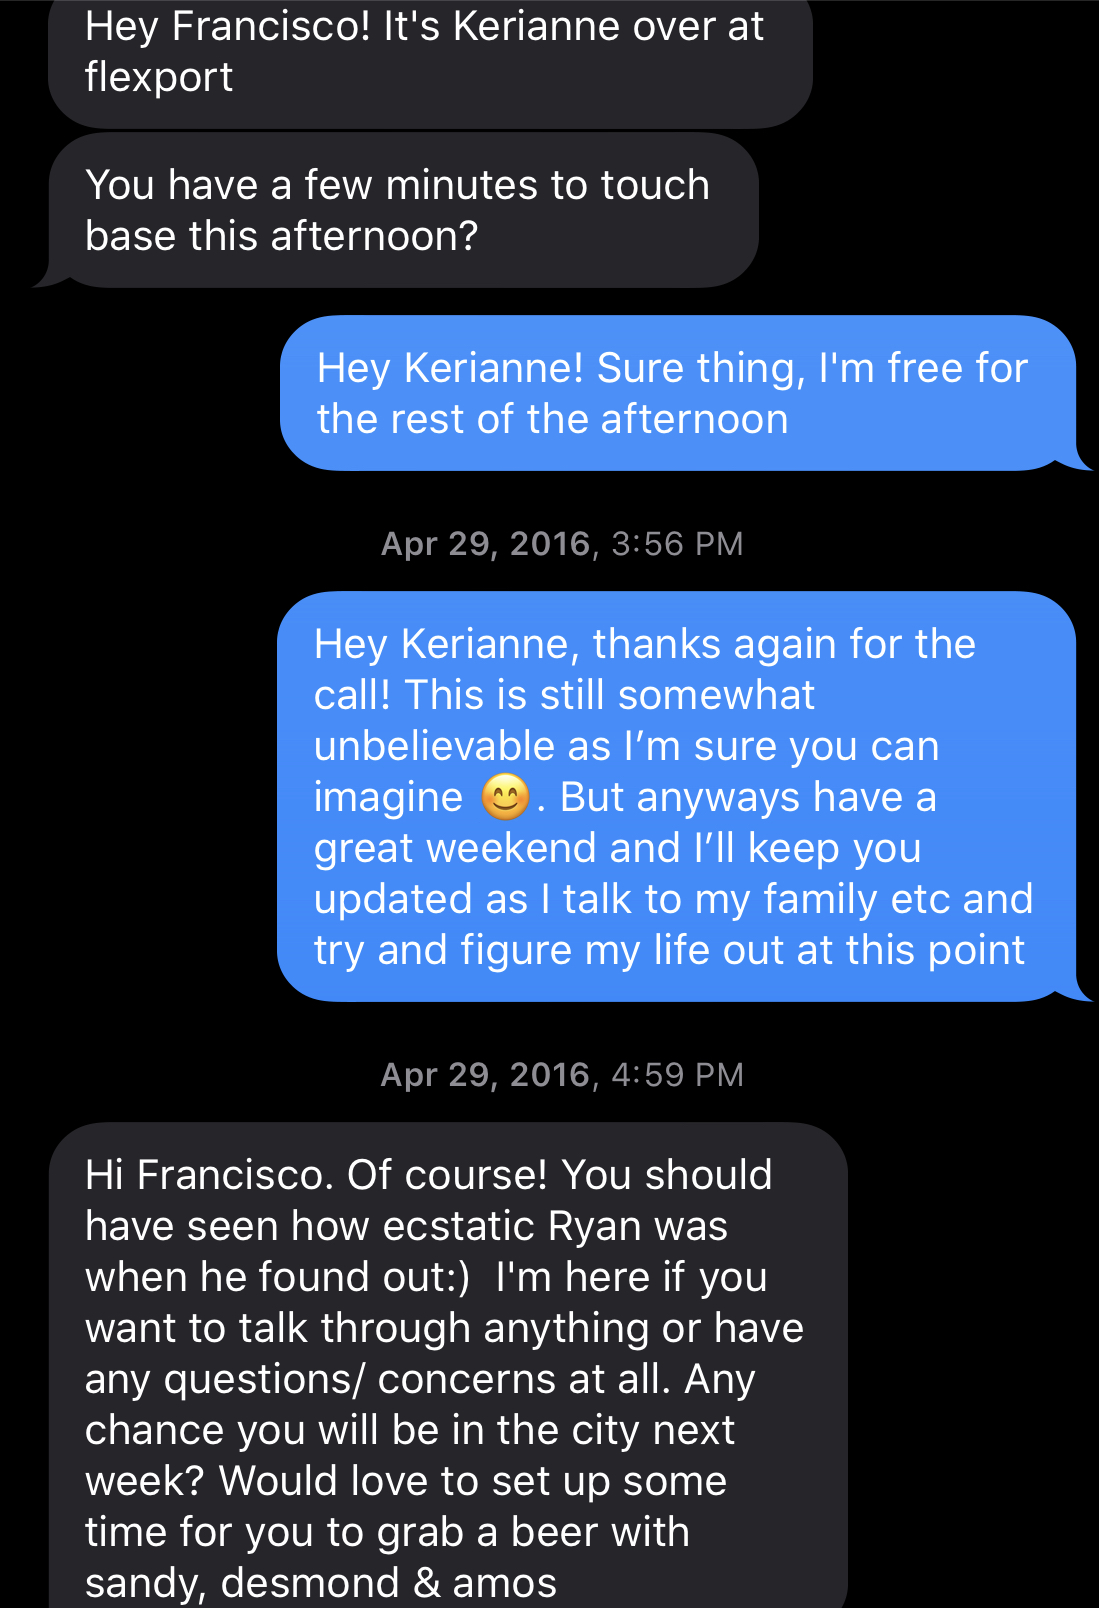 Hey Francisco! It's Kerianne over at
flexport
You have a few minutes to touch
base this afternoon?
Hey Kerianne! Sure thing, I'm free for
the rest of the afternoon
Apr 29, 2016, 3:56 PM
Hey Kerianne, thanks again for the
call! This is still somewhat
unbelievable as I’m sure you can
imagine 😊. But anyways have a
great weekend and I’ll keep you
updated as I talk to my family etc and
try and figure my life out at this point
Apr 29, 2016, 4:59 PM
Hi Francisco. Of course! You should
have seen how ecstatic Ryan was
when he found out:)  I'm here if you
want to talk through anything or have
any questions/ concerns at all. Any
chance you will be in the city next
week? Would love to set up some
time for you to grab a beer with
sandy, desmond & amos